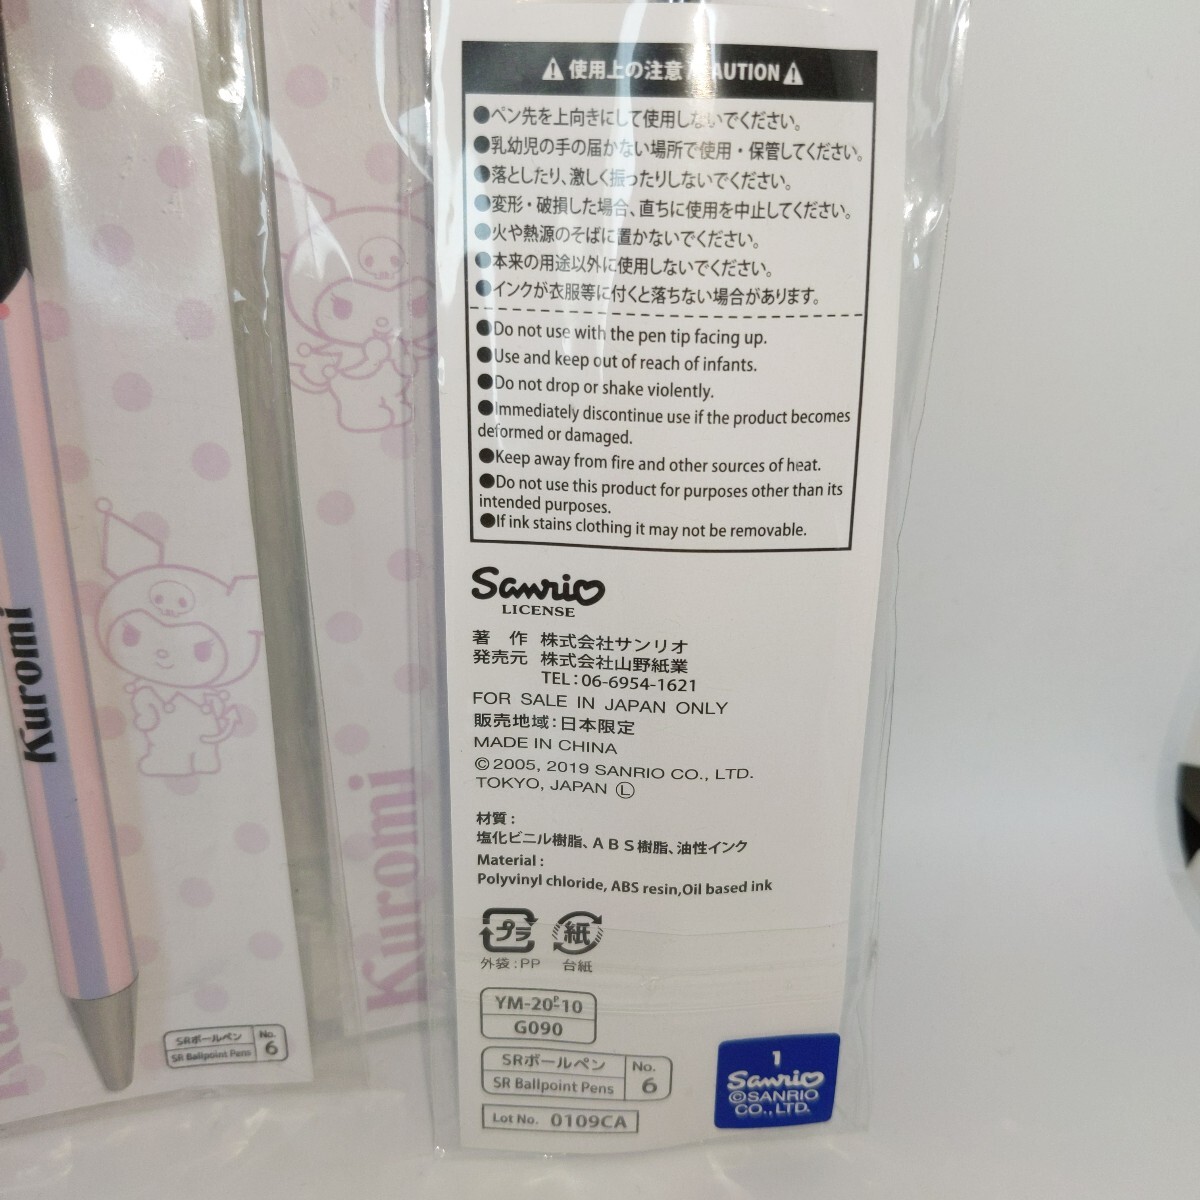 ⚠使用上の注意 / CAUTION⚠
●ペン先を上向きにして使用しないでください。
●乳幼児の手の届かない場所で使用・保管してください。
●落としたり、激しく振ったりしないでください。
●変形・破損した場合、直ちに使用を中止してください。
●火や熱源のそばに置かないでください。
●本来の用途以外に使用しないでください。
●インクが衣服等に付くと落ちない場合があります。
●Do not use with the pen tip facing up.
●Use and keep out of reach of infants.
●Do not drop or shake violently.
●Immediately discontinue use if the product becomes
deformed or damaged.
●Keep away from fire and other sources of heat.
●Do not use this product for purposes other than its
intended purposes.
●If ink stains clothing it may not be removable.
Sanrio
LICENSE
著 作 株式会社サンリオ
発売元 株式会社山野紙業
TEL:06-6954-1621
FOR SALE IN JAPAN ONLY
販売地域:日本限定
MADE IN CHINA
©2005, 2019 SANRIO CO., LTD.
TOKYO, JAPAN Ⓛ
材質:
塩化ビニル樹脂、ABS樹脂、油性インク
Material :
Polyvinyl chloride, ABS resin,Oil based ink
プラ 紙
外袋:PP 台紙
YM-20-10
G090
SRボールペン
SR Ballpoint Pens
No.
6
Lot No. 0109CA
1
Sanrio
©SANRIO
CO., LTD.
Kuromi
Kuromi
SRボールペン
SR Ballpoint Pens
No.
6